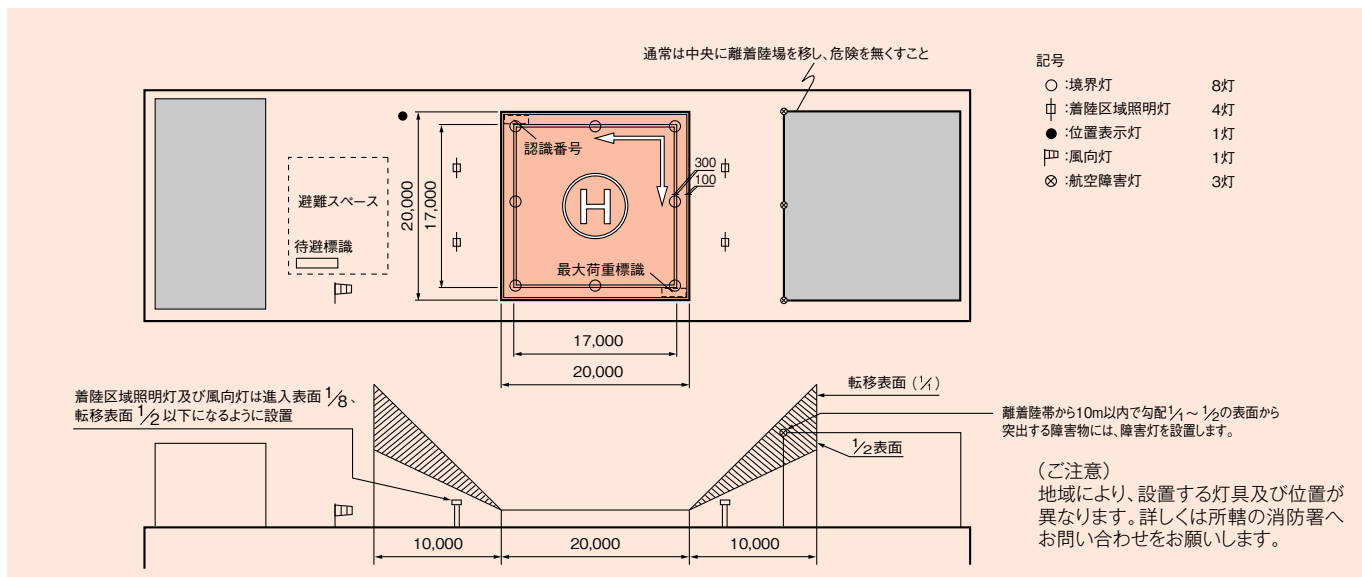 通常は中央に離着陸場を移し、危険を無くすこと
記号
○:境界灯 8灯
:着陸区域照明灯 4灯
●:位置表示灯 1灯
:風向灯 1灯
⊗:航空障害灯 3灯
認識番号
300
100
避難スペース
20,000
17,000
H
待避標識
最大荷重標識
17,000
20,000
着陸区域照明灯及び風向灯は進入表面1/8、
転移表面1/2以下になるように設置
転移表面(1/1)
離着陸帯から10m以内で勾配1/1~1/2の表面から
突出する障害物には、障害灯を設置します。
1/2表面
(ご注意)
地域により、設置する灯具及び位置が
異なります。詳しくは所轄の消防署へ
お問い合わせをお願いします。
10,000
20,000
10,000